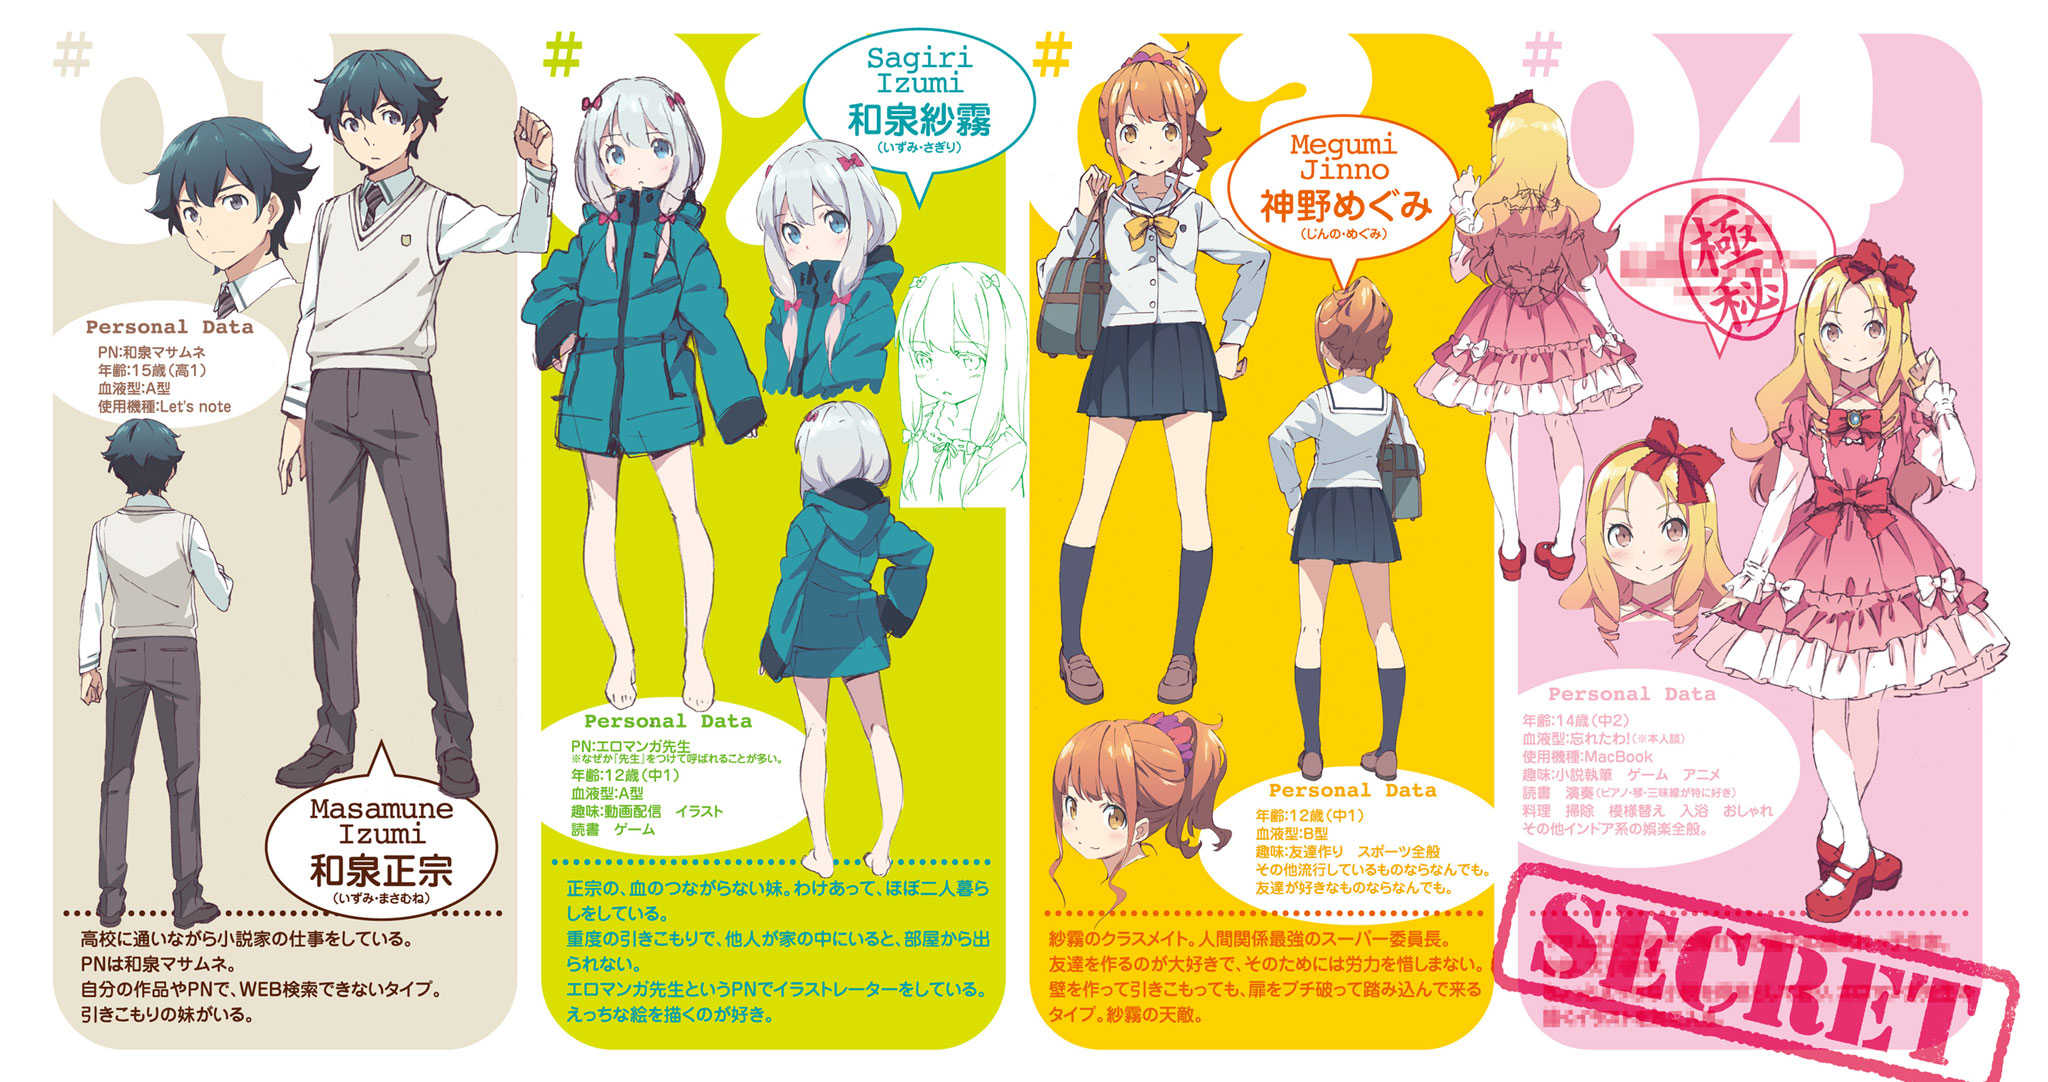 #01
Personal Data
PN:和泉マサムネ
年齢:15歳(高1)
血液型:A型
使用機種:Let's note
Masamune
Izumi
和泉正宗
(いずみ・まさむね)
高校に通いながら小説家の仕事をしている。
PNは和泉マサムネ。
自分の作品やPNで、WEB検索できないタイプ。
引きこもりの妹がいる。
#02
Sagiri
Izumi
和泉紗霧
(いずみ・さぎり)
Personal Data
PN:エロマンガ先生
※なぜか『先生』をつけて呼ばれることが多い。
年齢:12歳(中1)
血液型:A型
趣味:動画配信 イラスト
読書 ゲーム
正宗の、血のつながらない妹。わけあって、ほぼ二人暮ら
しをしている。
重度の引きこもりで、他人が家の中にいると、部屋から出
られない。
エロマンガ先生というPNでイラストレーターをしている。
えっちな絵を描くのが好き。
#03
Megumi
Jinno
神野めぐみ
(じんの・めぐみ)
Personal Data
年齢:12歳(中1)
血液型:B型
趣味:友達作り スポーツ全般
その他流行しているものならなんでも。
友達が好きなものならなんでも。
紗霧のクラスメイト。人間関係最強のスーパー委員長。
友達を作るのが大好きで、そのためには労力を惜しまない。
壁を作って引きこもっても、扉をブチ破って踏み込んで来る
タイプ。紗霧の天敵。
#04
極秘
Personal Data
年齢:14歳(中2)
血液型:忘れたわ!(※本人談)
使用機種:MacBook
趣味:小説執筆 ゲーム アニメ
読書 演奏(ピアノ・琴・三味線が特に好き)
料理 掃除 模様替え 入浴 おしゃれ
その他インドア系の娯楽全般。
SECRET